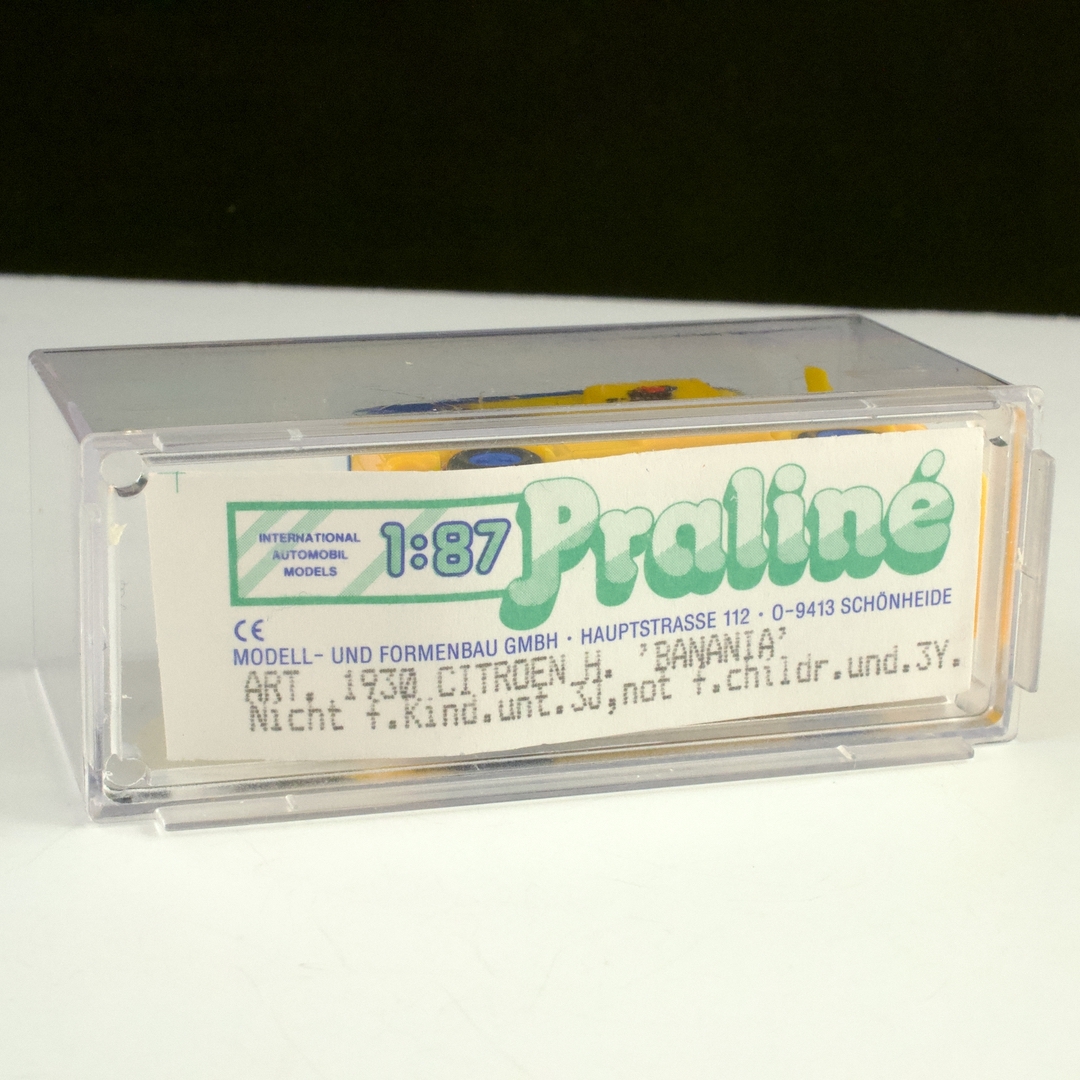 INTERNATIONAL
AUTOMOBIL
MODELS
1:87
Praliné
CE
MODELL- UND FORMENBAU GMBH · HAUPTSTRASSE 112 · O-9413 SCHÖNHEIDE
ART. 1930 CITROEN H. 'BANANIA'
Nicht f.Kind.unt.3J,not f.childr.und.3Y.